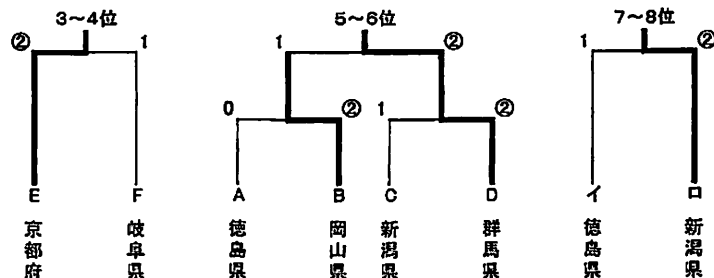 3～4位 5～6位 7～8位
② 1 1 ② 1 ②
0 ② 1 ②
E F A B C D イ ロ
京都府 岐阜県 徳島県 岡山県 新潟県 群馬県 徳島県 新潟県